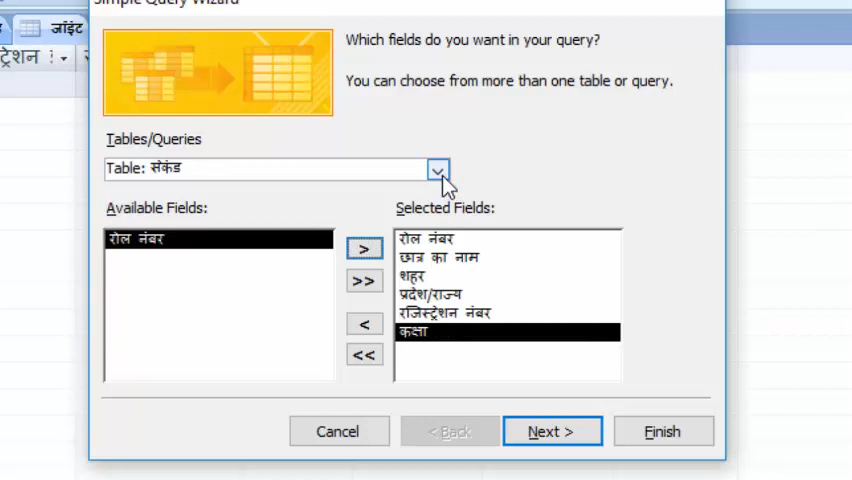 Simple Query Wizard
जॉइंट
Which fields do you want in your query?
You can choose from more than one table or query.
Tables/Queries
Table: सेकंड
Available Fields:
Selected Fields:
रोल नंबर
रोल नंबर
छात्र का नाम
शहर
प्रदेश/राज्य
रजिस्ट्रेशन नंबर
कक्षा
>
>>
<
<<
Cancel
< Back
Next >
Finish